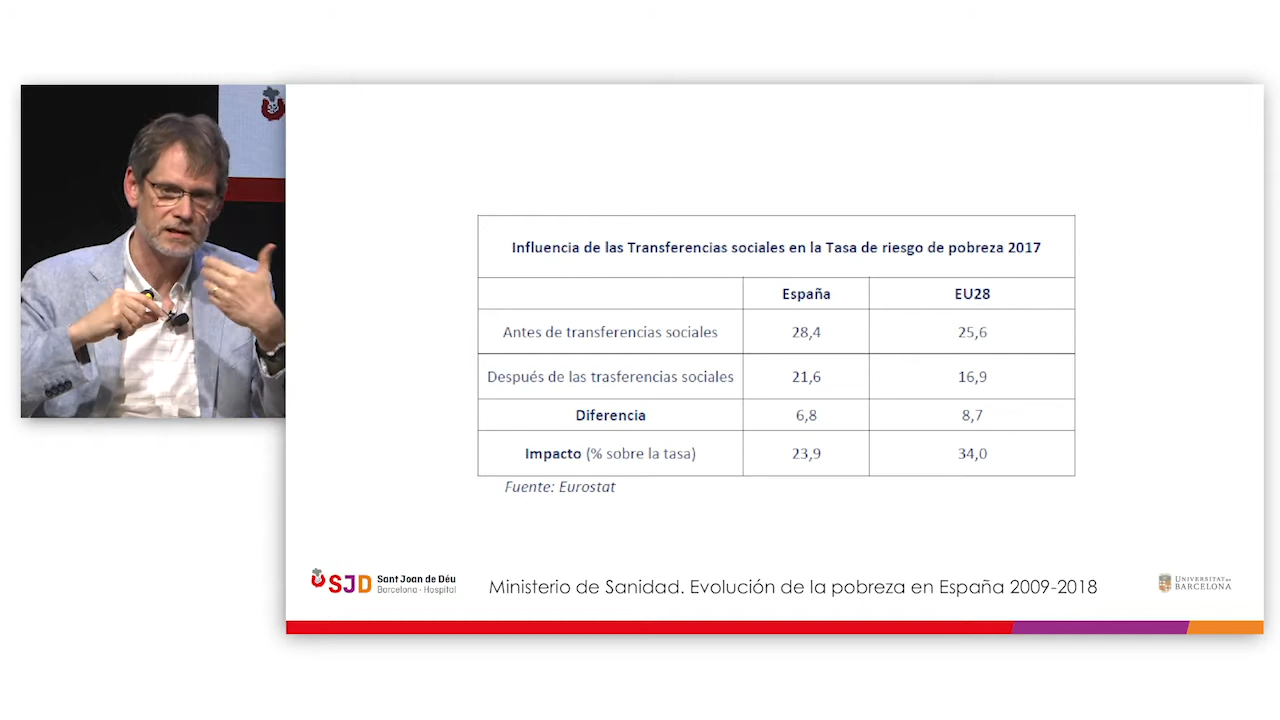 Influencia de las Transferencias sociales en la Tasa de riesgo de pobreza 2017
España EU28
Antes de transferencias sociales 28,4 25,6
Después de las trasferencias sociales 21,6 16,9
Diferencia 6,8 8,7
Impacto (% sobre la tasa) 23,9 34,0
Fuente: Eurostat
SJD Sant Joan de Déu
Barcelona · Hospital
Ministerio de Sanidad. Evolución de la pobreza en España 2009-2018
UNIVERSITAT DE
BARCELONA